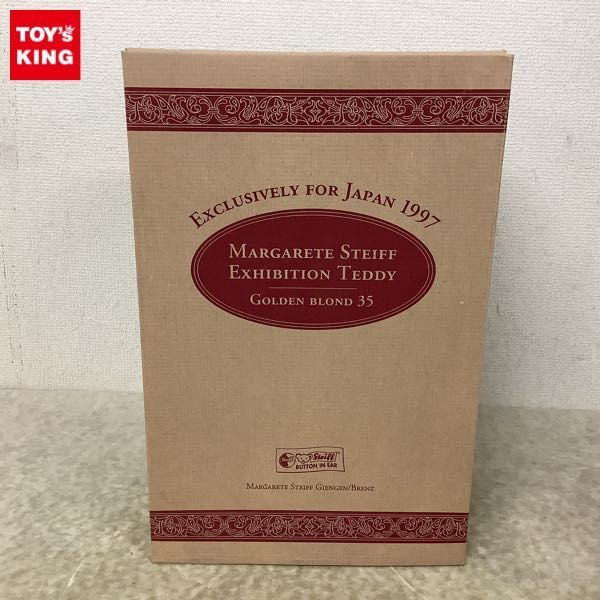 TOY's
KING
EXCLUSIVELY FOR JAPAN 1997
MARGARETE STEIFF
EXHIBITION TEDDY
GOLDEN BLOND 35
Steiff
BUTTON IN EAR
MARGARETE STEIFF GIENGEN/BRENZ